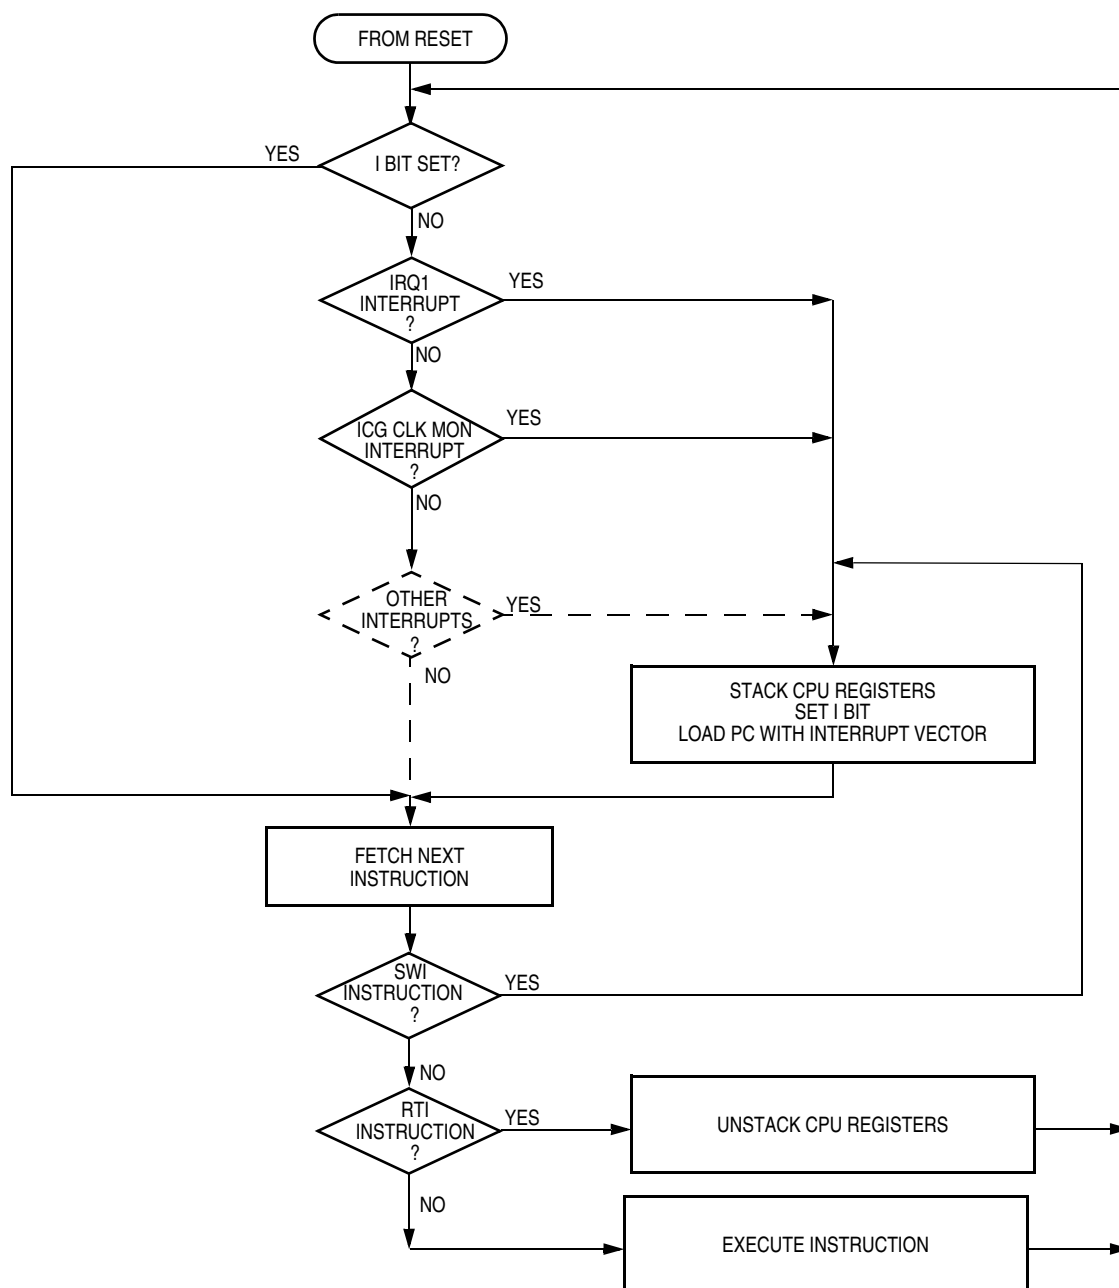 FROM RESET
I BIT SET?
YES
NO
IRQ1
INTERRUPT
?
YES
NO
ICG CLK MON
INTERRUPT
?
YES
NO
OTHER
INTERRUPTS
?
YES
NO
STACK CPU REGISTERS
SET I BIT
LOAD PC WITH INTERRUPT VECTOR
FETCH NEXT
INSTRUCTION
SWI
INSTRUCTION
?
YES
NO
RTI
INSTRUCTION
?
YES
UNSTACK CPU REGISTERS
NO
EXECUTE INSTRUCTION